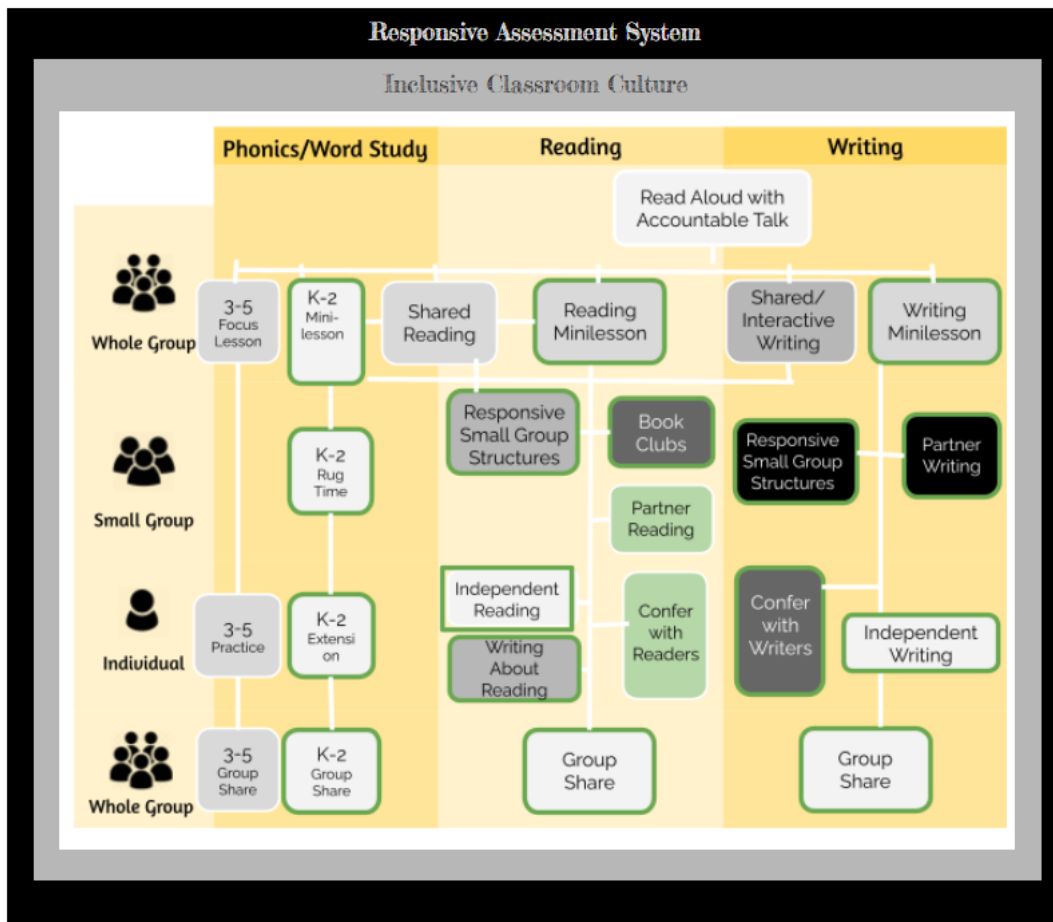 Responsive Assessment System
Inclusive Classroom Culture
Phonics/Word Study
Reading
Writing
Read Aloud with
Accountable Talk
Whole Group
3-5
Focus
Lesson
K-2
Mini-
lesson
Shared
Reading
Reading
Minilesson
Shared/
Interactive
Writing
Writing
Minilesson
Small Group
K-2
Rug
Time
Responsive
Small Group
Structures
Book
Clubs
Partner
Reading
Responsive
Small Group
Structures
Partner
Writing
Individual
3-5
Practice
K-2
Extensi
on
Independent
Reading
Writing
About
Reading
Confer
with
Readers
Confer
with
Writers
Independent
Writing
Whole Group
3-5
Group
Share
K-2
Group
Share
Group
Share
Group
Share